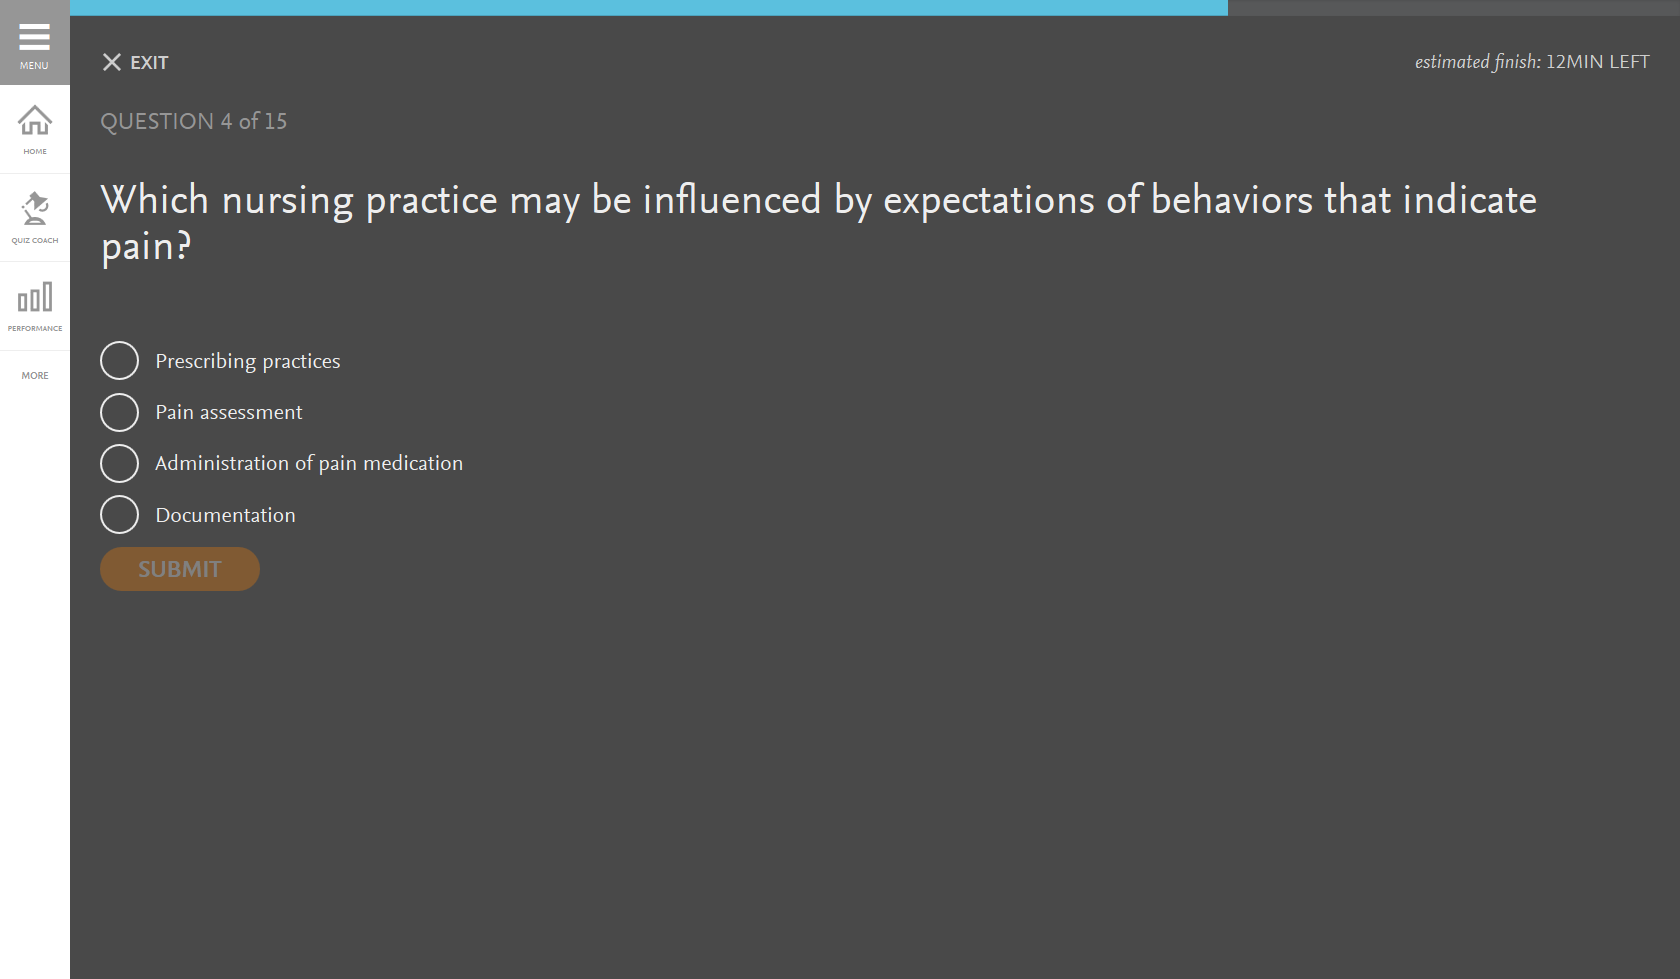 MENU
HOME
QUIZ COACH
PERFORMANCE
MORE
EXIT
estimated finish: 12MIN LEFT
QUESTION 4 of 15
Which nursing practice may be influenced by expectations of behaviors that indicate
pain?
Prescribing practices
Pain assessment
Administration of pain medication
Documentation
SUBMIT